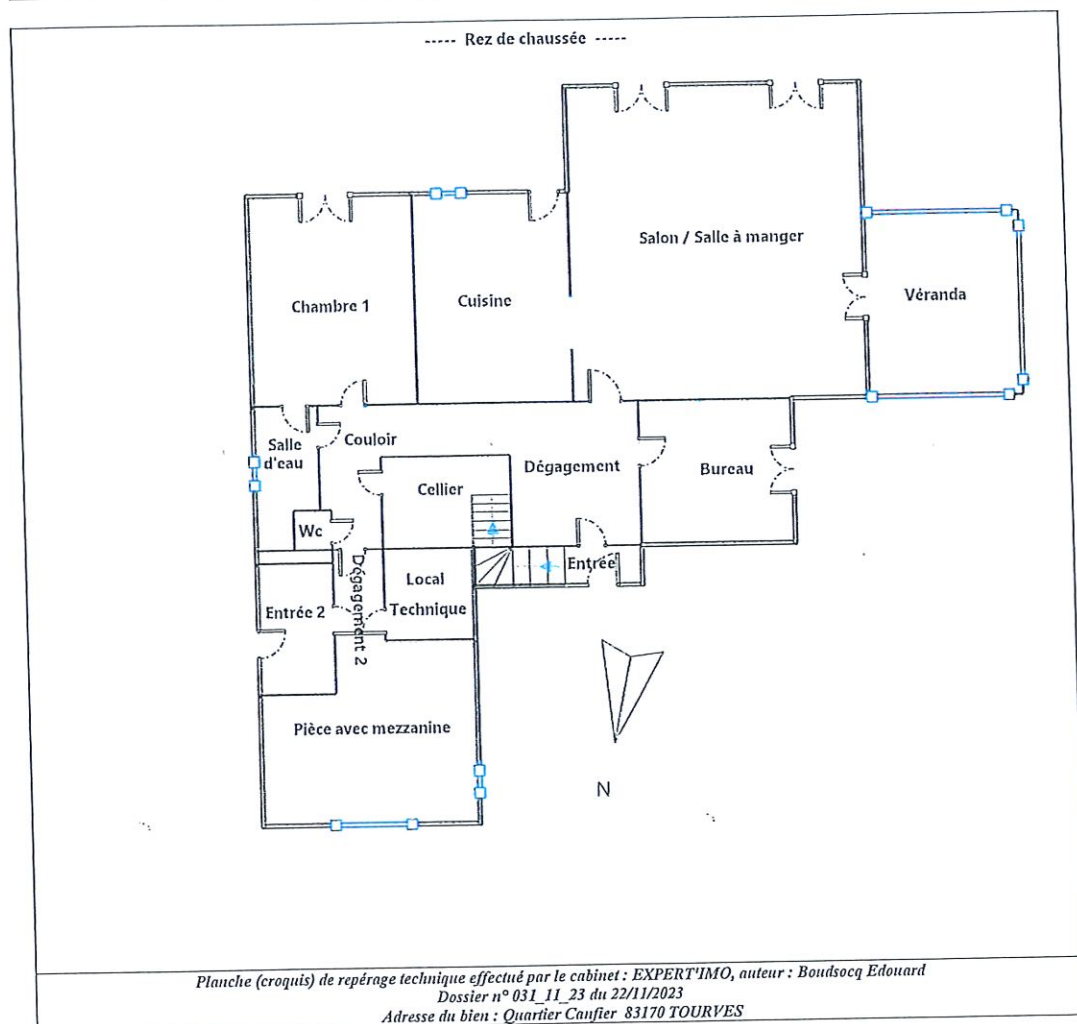 ----- Rez de chaussée -----
Salon / Salle à manger
Véranda
Chambre 1
Cuisine
Salle
d'eau
Couloir
Dégagement
Bureau
Cellier
Wc
Entrée
Dégagement 2
Local
Technique
Entrée 2
Pièce avec mezzanine
N
Planche (croquis) de repérage technique effectué par le cabinet : EXPERT'IMO, auteur : Boudsocq Edouard
Dossier n° 031_11_23 du 22/11/2023
Adresse du bien : Quartier Canfier 83170 TOURVES